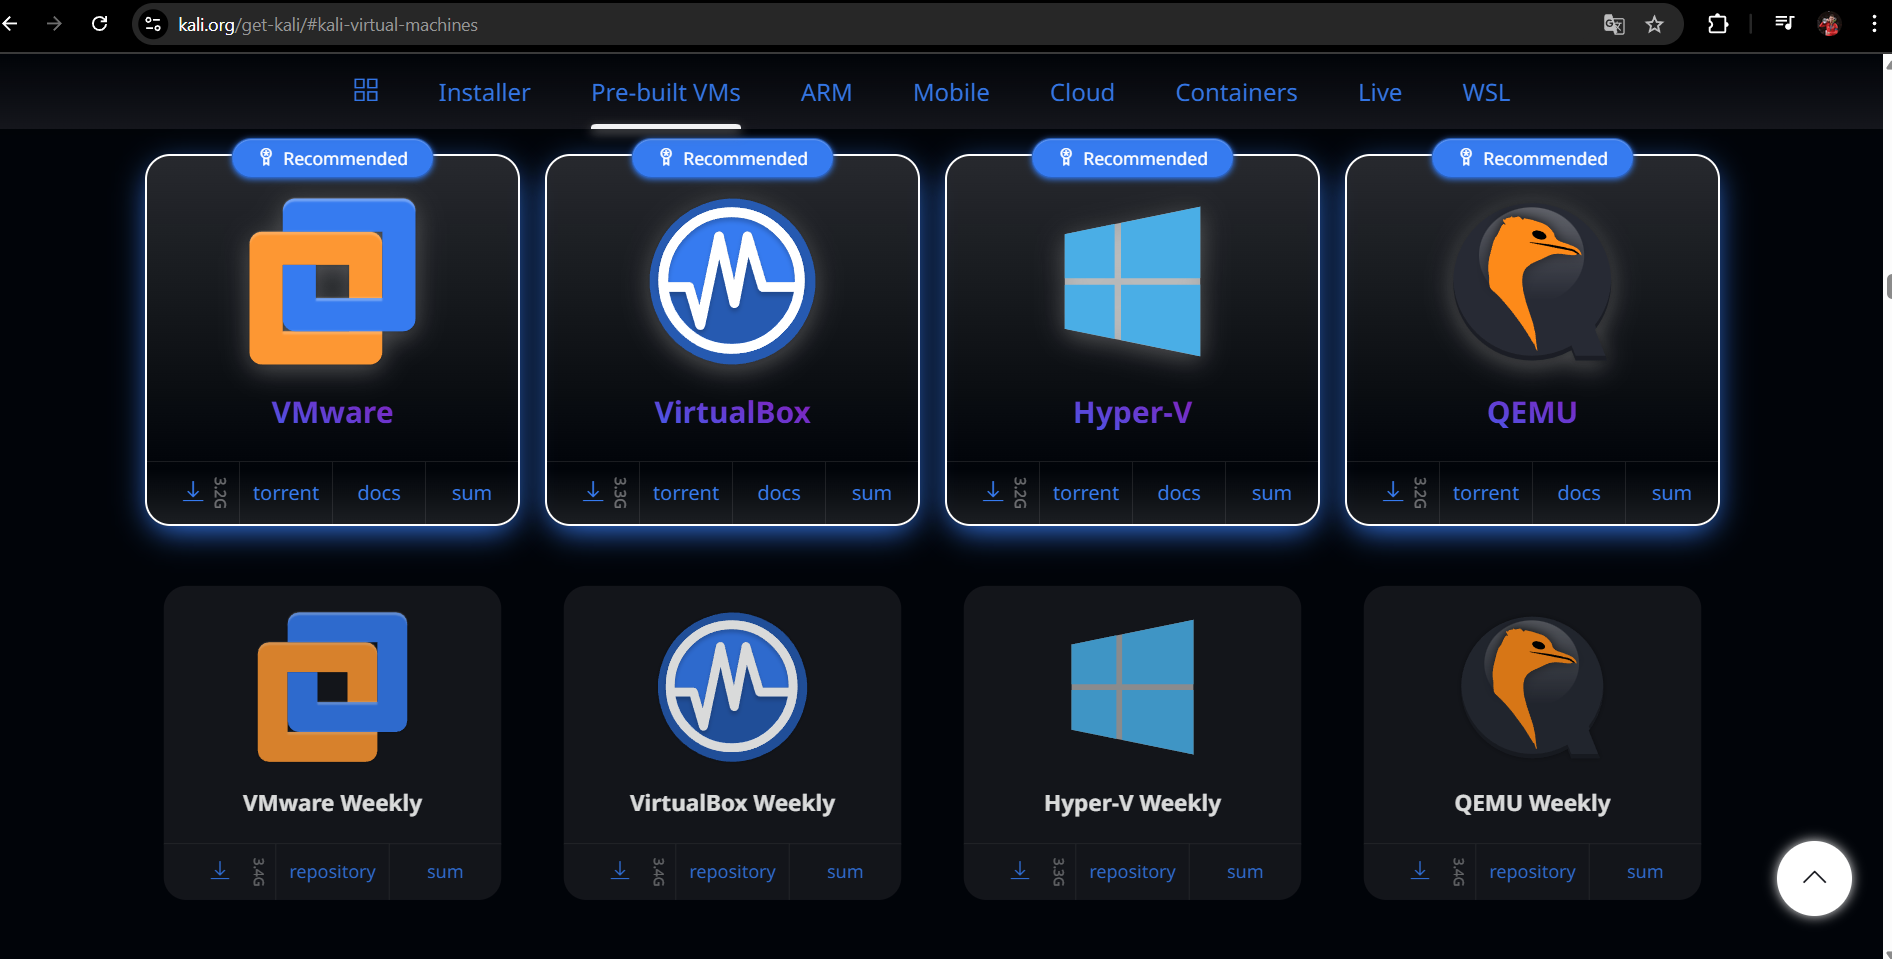 kali.org/get-kali/#kali-virtual-machines
Installer Pre-built VMs ARM Mobile Cloud Containers Live WSL
Recommended Recommended Recommended Recommended
VMware VirtualBox Hyper-V QEMU
3.2G torrent docs sum 3.3G torrent docs sum 3.2G torrent docs sum 3.2G torrent docs sum
VMware Weekly VirtualBox Weekly Hyper-V Weekly QEMU Weekly
3.4G repository sum 3.4G repository sum 3.3G repository sum 3.4G repository sum